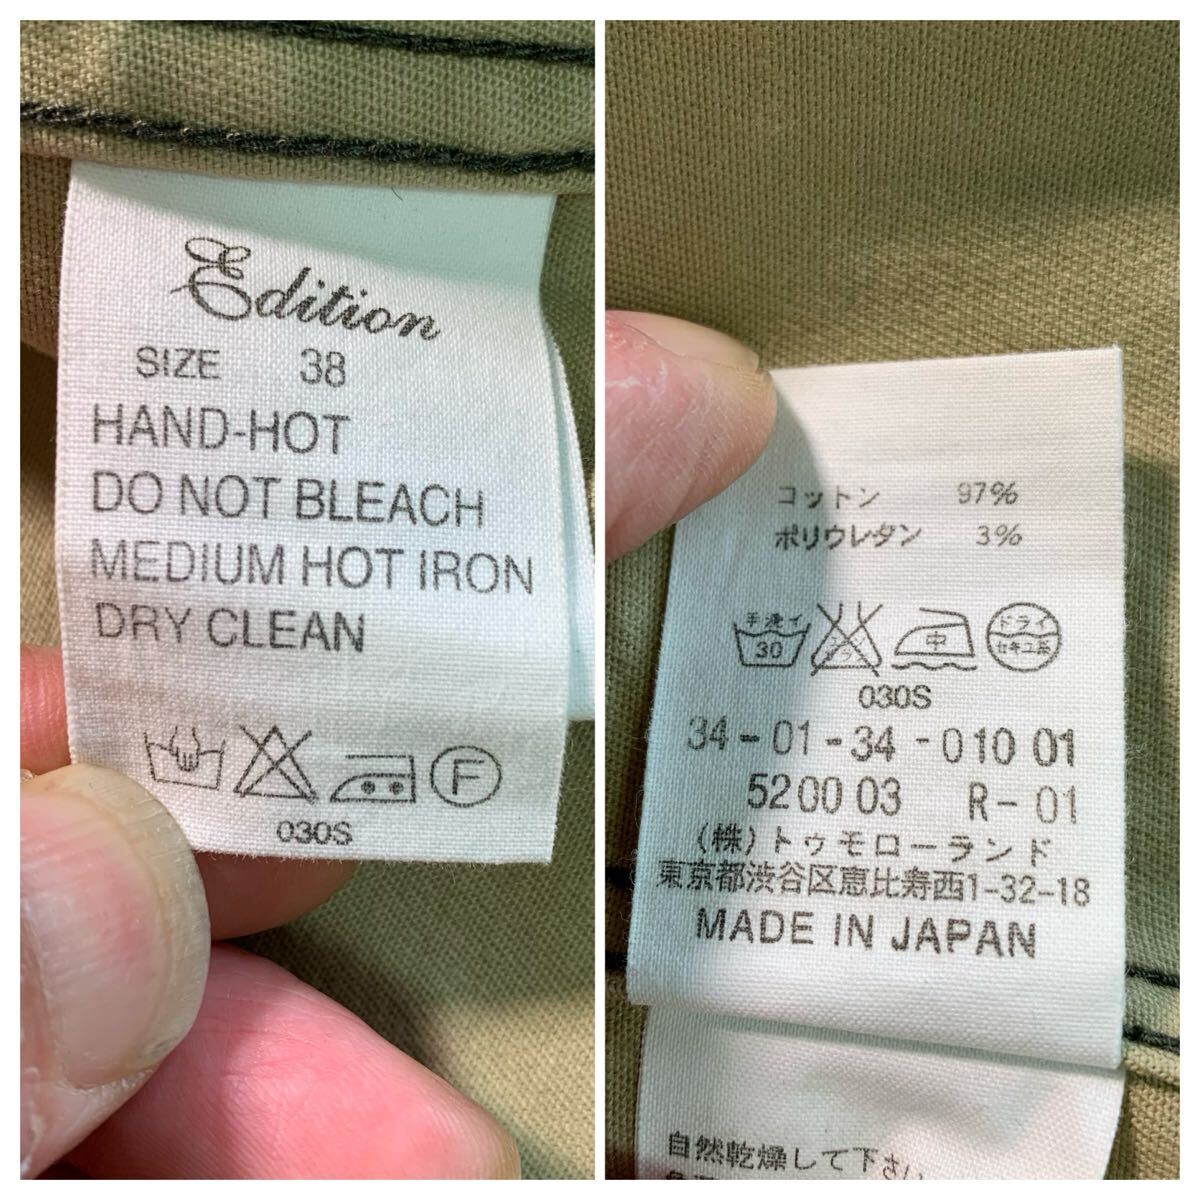 Edition
SIZE 38
HAND-HOT
DO NOT BLEACH
MEDIUM HOT IRON
DRY CLEAN
F
030S
コットン 97%
ポリウレタン 3%
手洗イ 30 中 ドライ セキユ系
030S
34-01-34-010 01
5200 03 R-01
(株)トゥモローランド
東京都渋谷区恵比寿西1-32-18
MADE IN JAPAN
自然乾燥して下さい